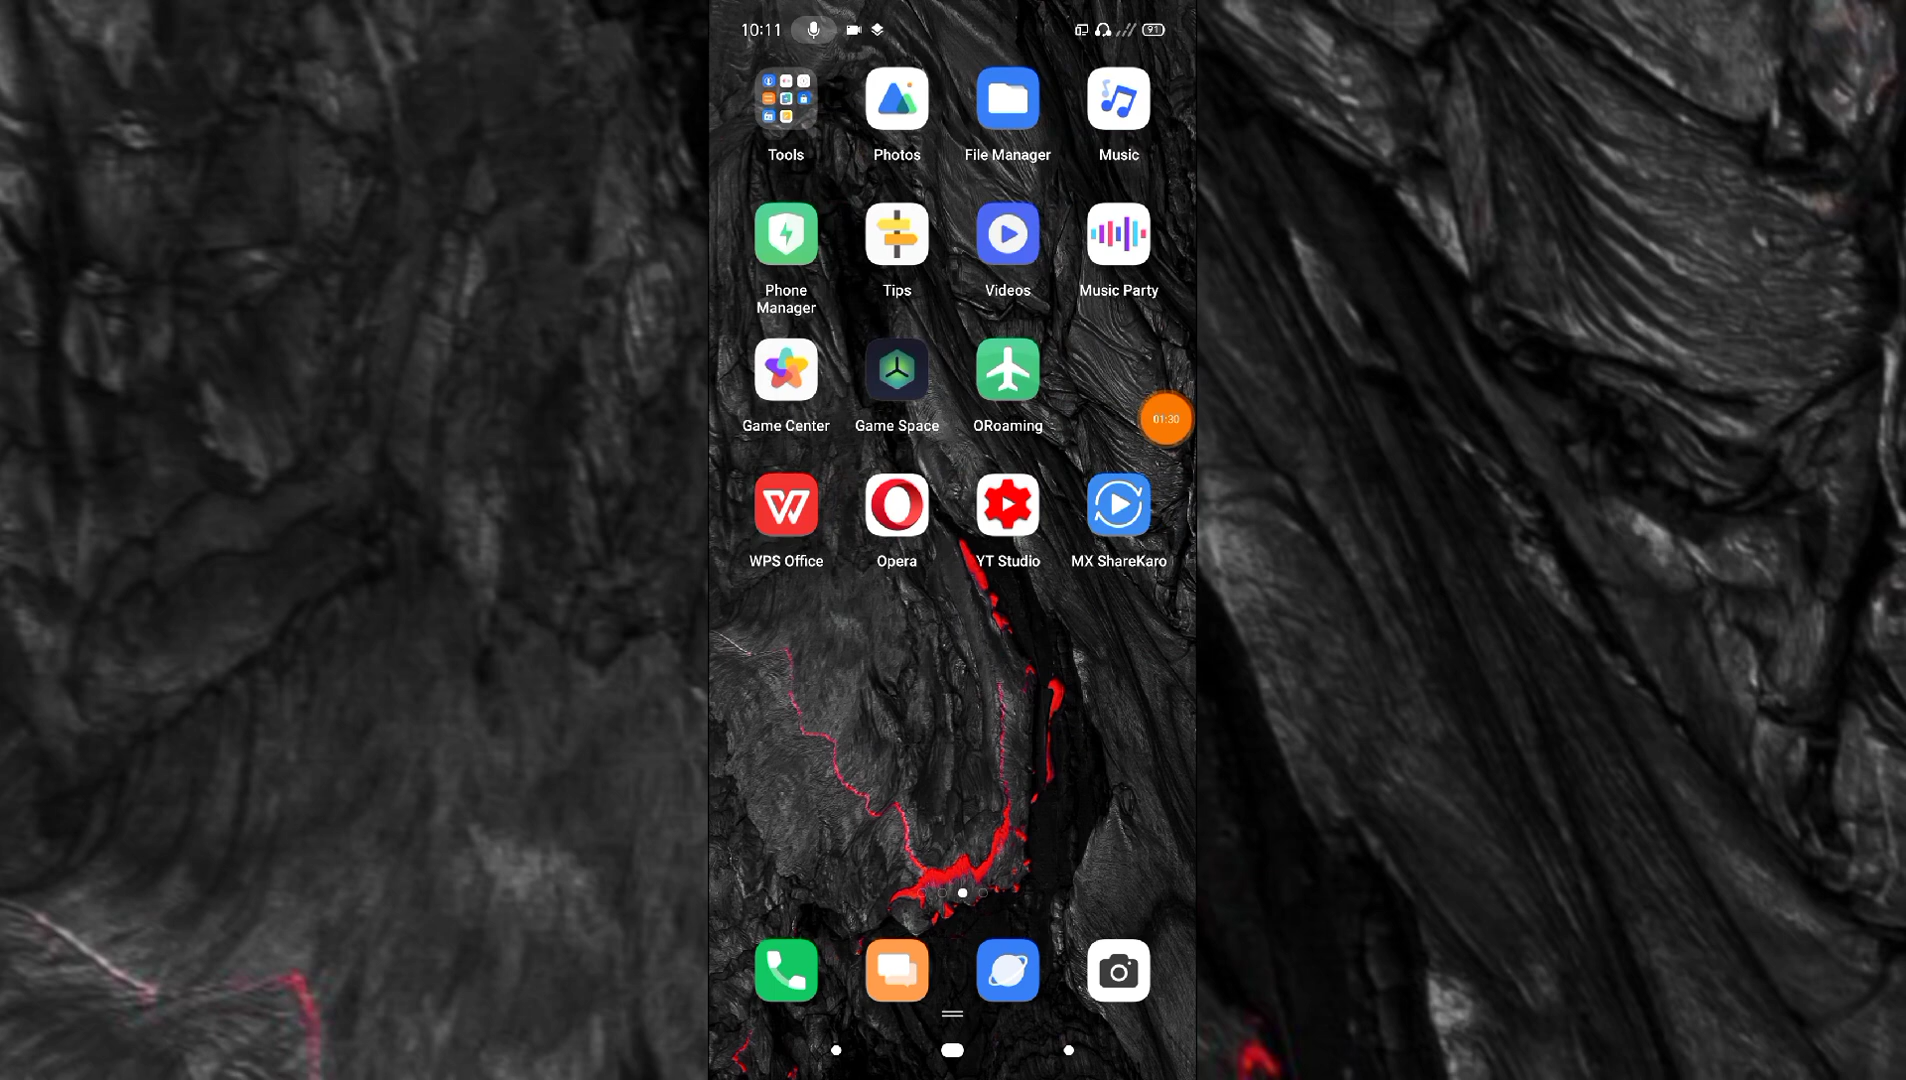 10:11
91
Tools
Photos
File Manager
Music
Phone
Manager
Tips
Videos
Music Party
Game Center
Game Space
ORoaming
01:30
WPS Office
Opera
YT Studio
MX ShareKaro